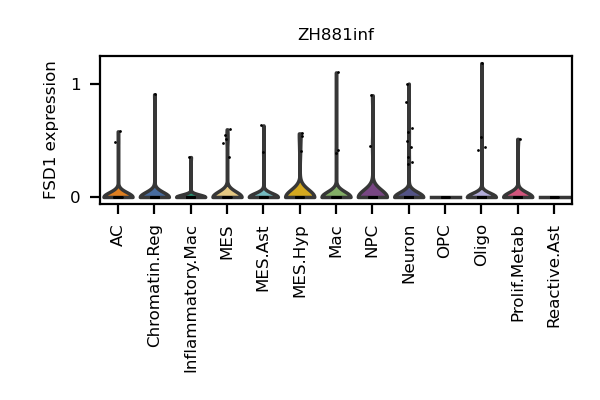 ZH881inf
FSD1 expression
1
0
AC
Chromatin.Reg
Inflammatory.Mac
MES
MES.Ast
MES.Hyp
Mac
NPC
Neuron
OPC
Oligo
Prolif.Metab
Reactive.Ast